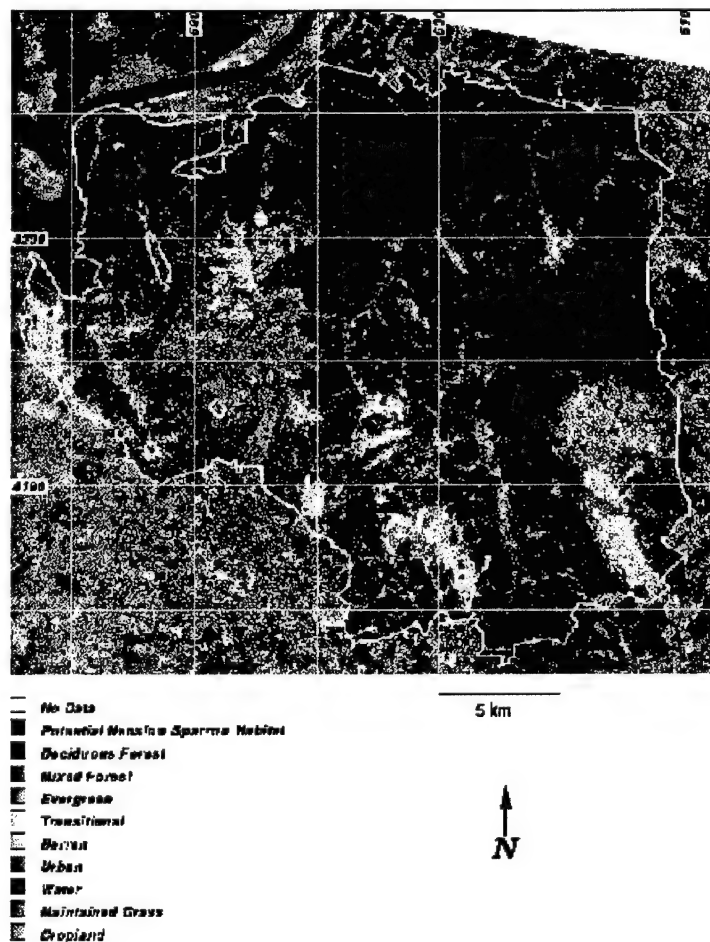 610
4190
No Data
Potential Henslow Sparrow Habitat
Deciduous Forest
Mixed Forest
Evergreen
Transitional
Barren
Urban
Water
Maintained Grass
Cropland
5 km
N